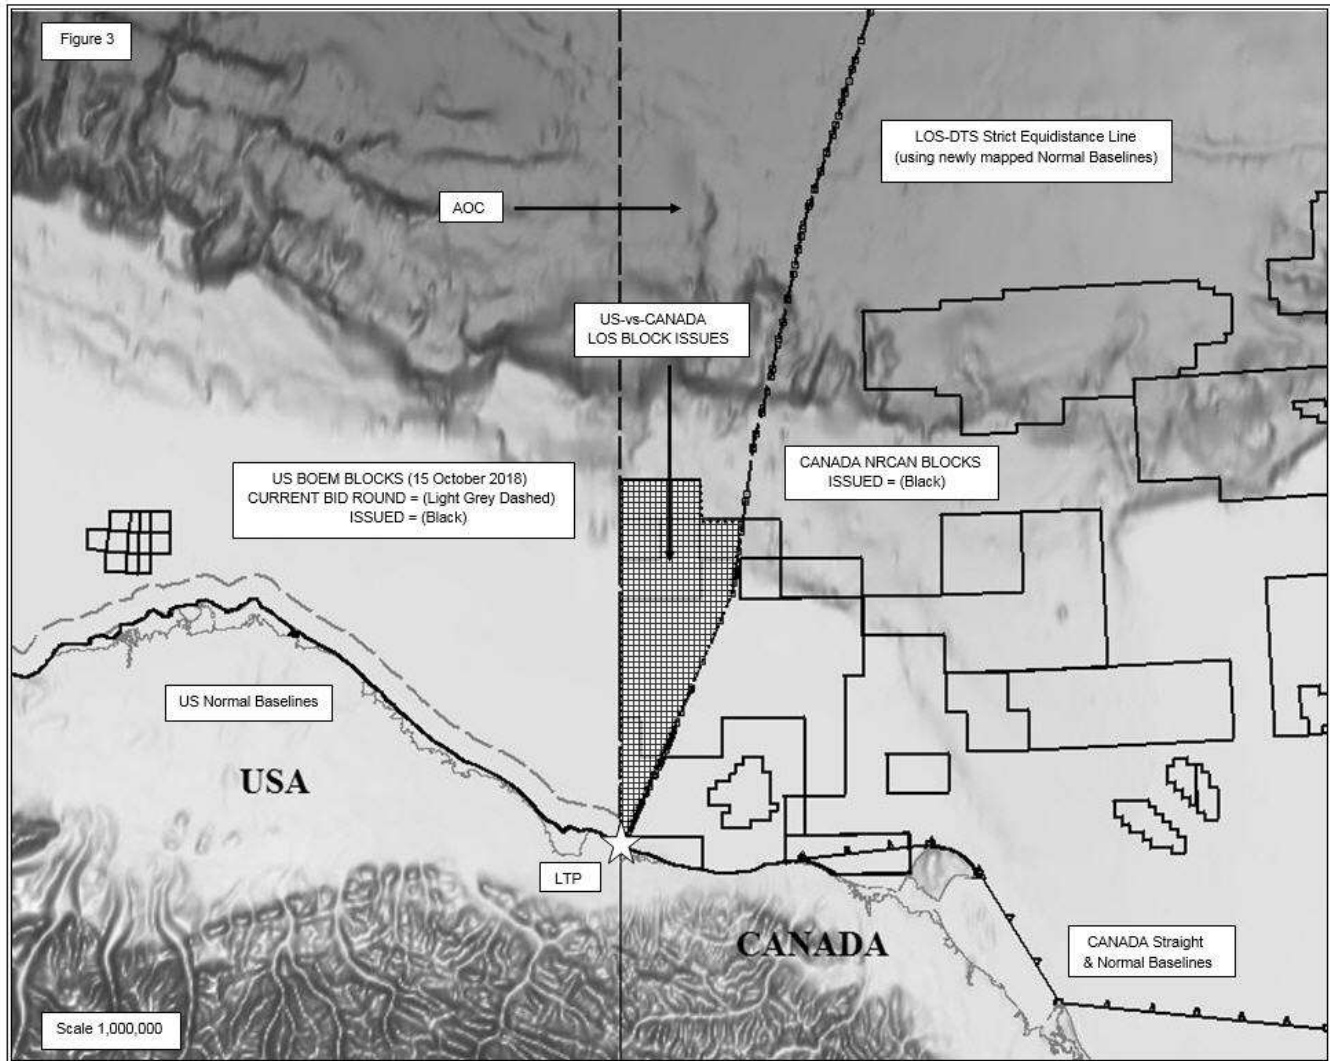 Figure 3
LOS-DTS Strict Equidistance Line
(using newly mapped Normal Baselines)
AOC
US-vs-CANADA
LOS BLOCK ISSUES
US BOEM BLOCKS (15 October 2018)
CURRENT BID ROUND = (Light Grey Dashed)
ISSUED = (Black)
CANADA NRCAN BLOCKS
ISSUED = (Black)
US Normal Baselines
USA
LTP
CANADA
CANADA Straight
& Normal Baselines
Scale 1,000,000